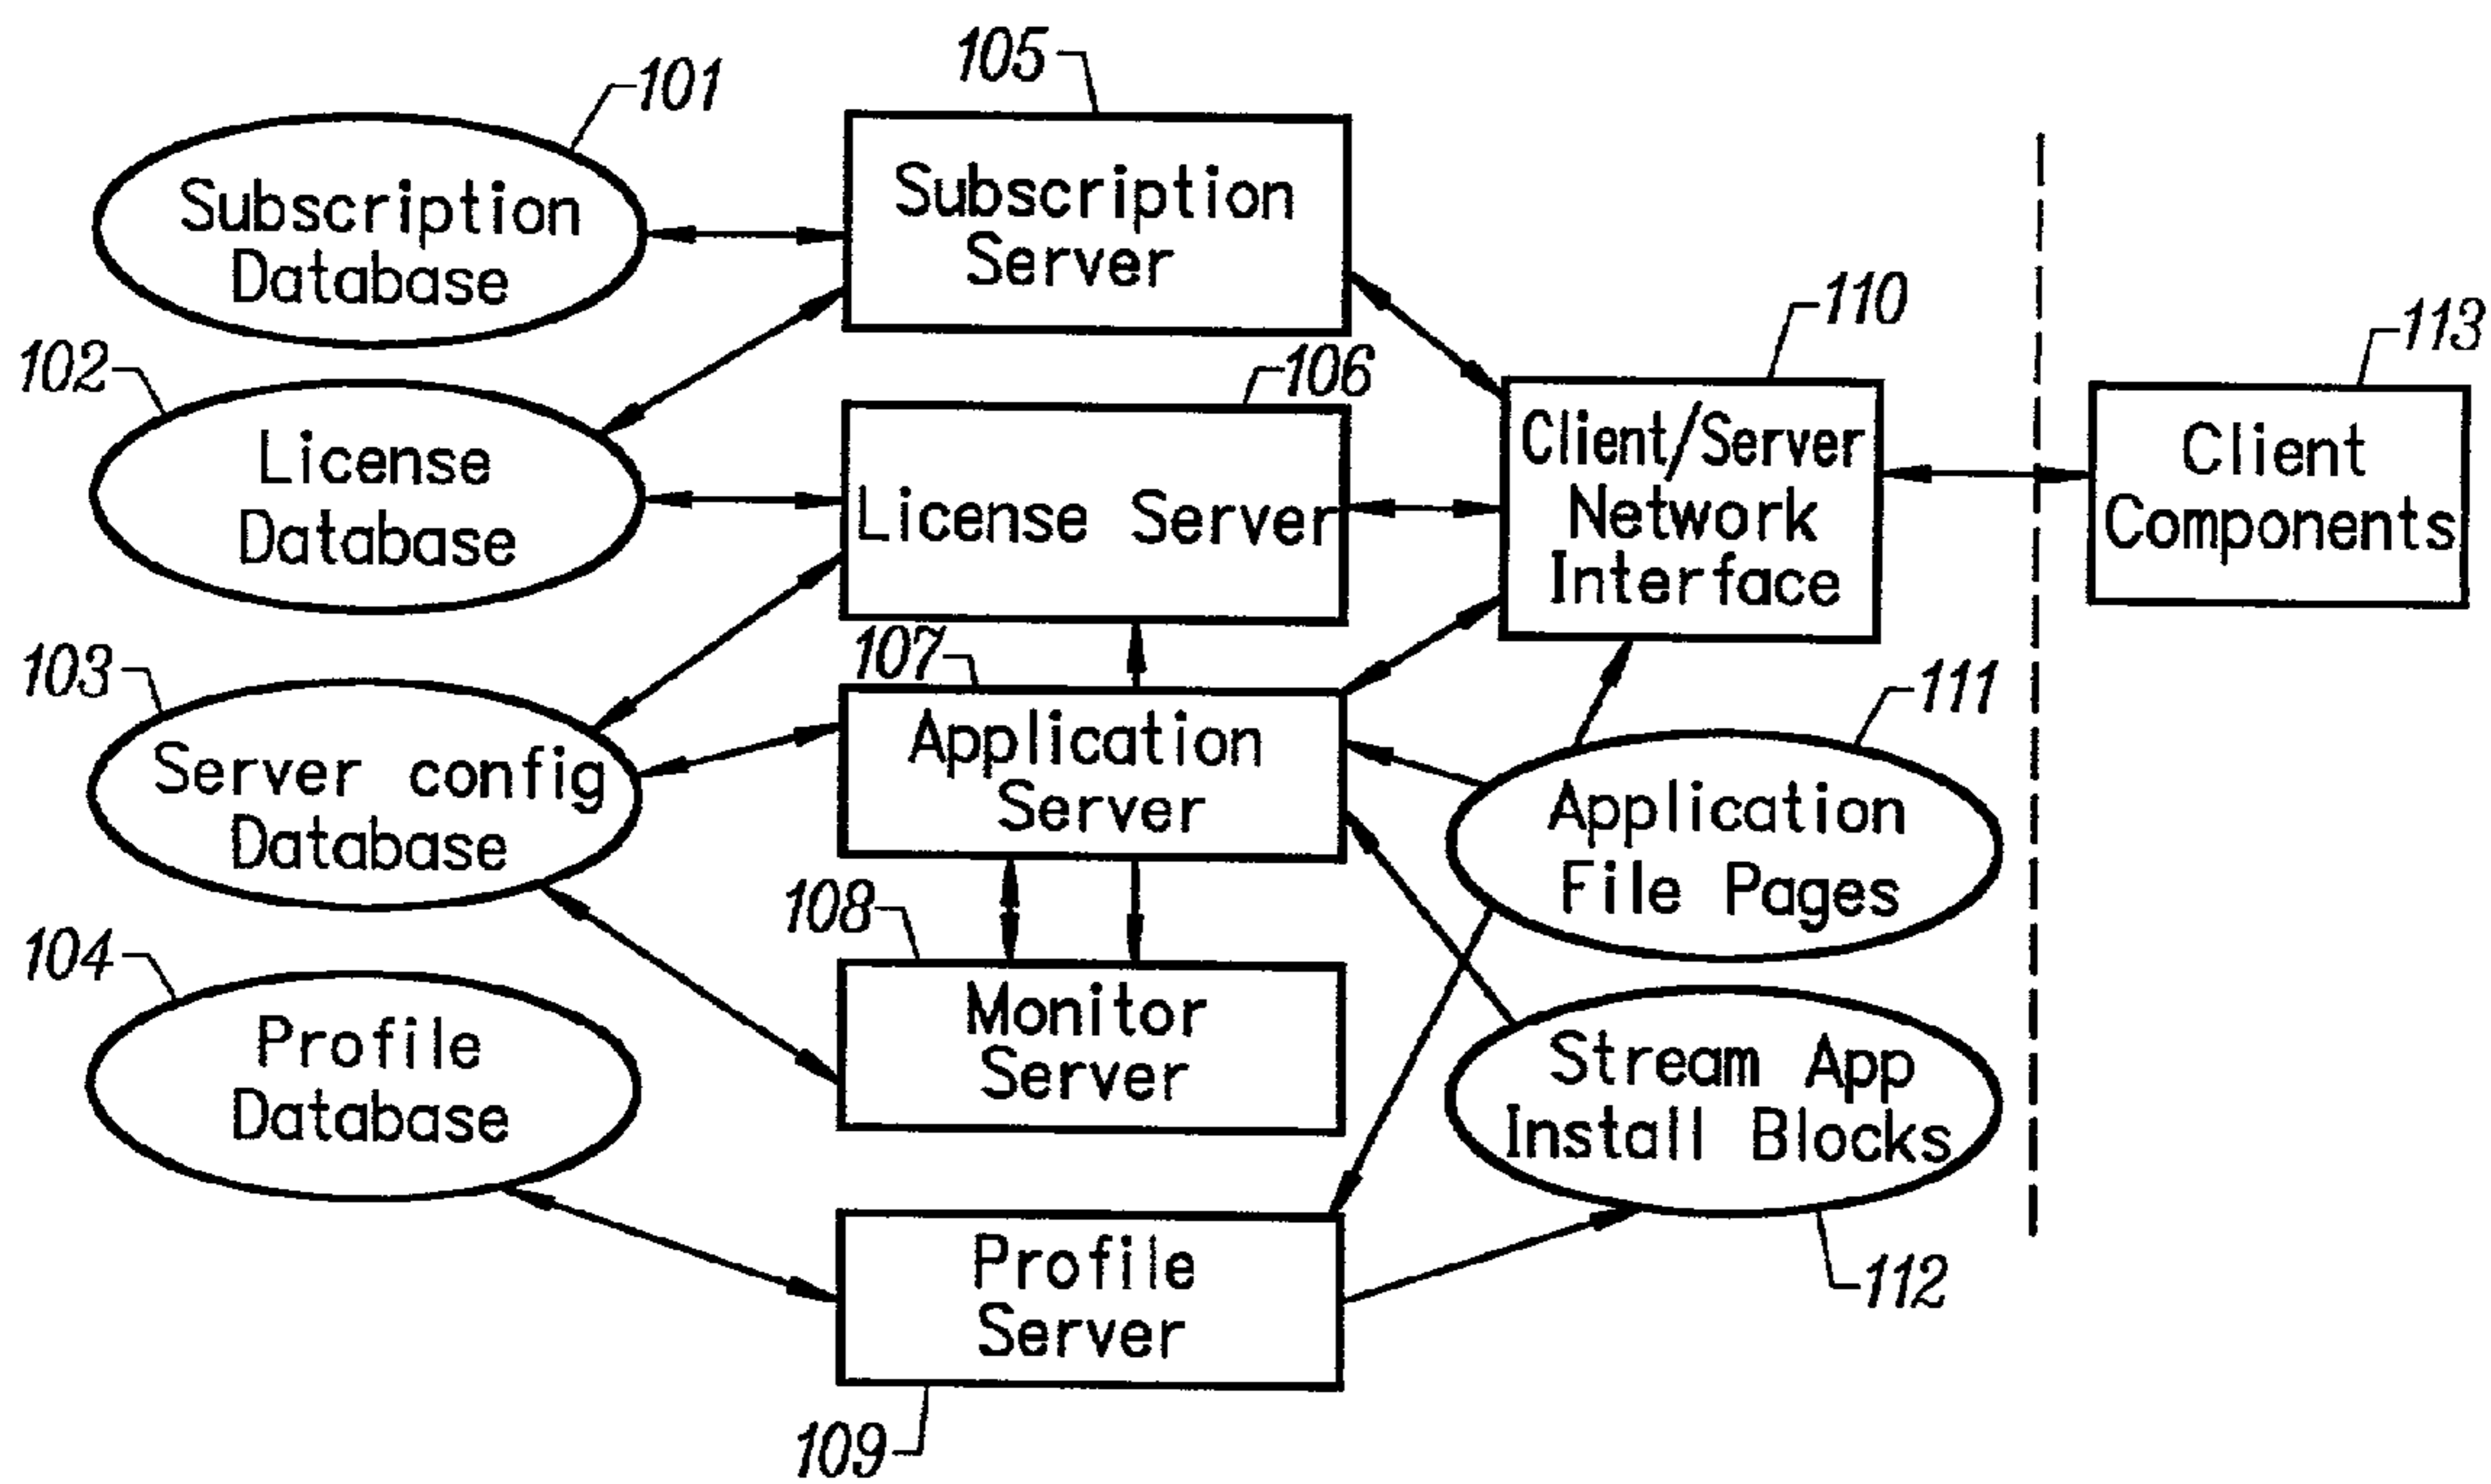 105
101
Subscription
Database
Subscription
Server
110
113
102
106
License
Database
License Server
Client/Server
Network
Interface
Client
Components
103
107
111
Server config
Database
Application
Server
Application
File Pages
104
108
Profile
Database
Monitor
Server
Stream App
Install Blocks
Profile
Server
112
109